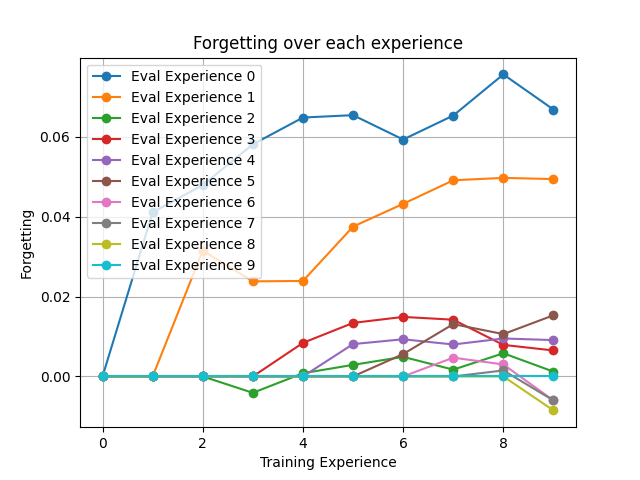 Forgetting over each experience
Eval Experience 0
Eval Experience 1
Eval Experience 2
Eval Experience 3
Eval Experience 4
Eval Experience 5
Eval Experience 6
Eval Experience 7
Eval Experience 8
Eval Experience 9
0.06
0.04
0.02
0.00
Forgetting
0 2 4 6 8
Training Experience